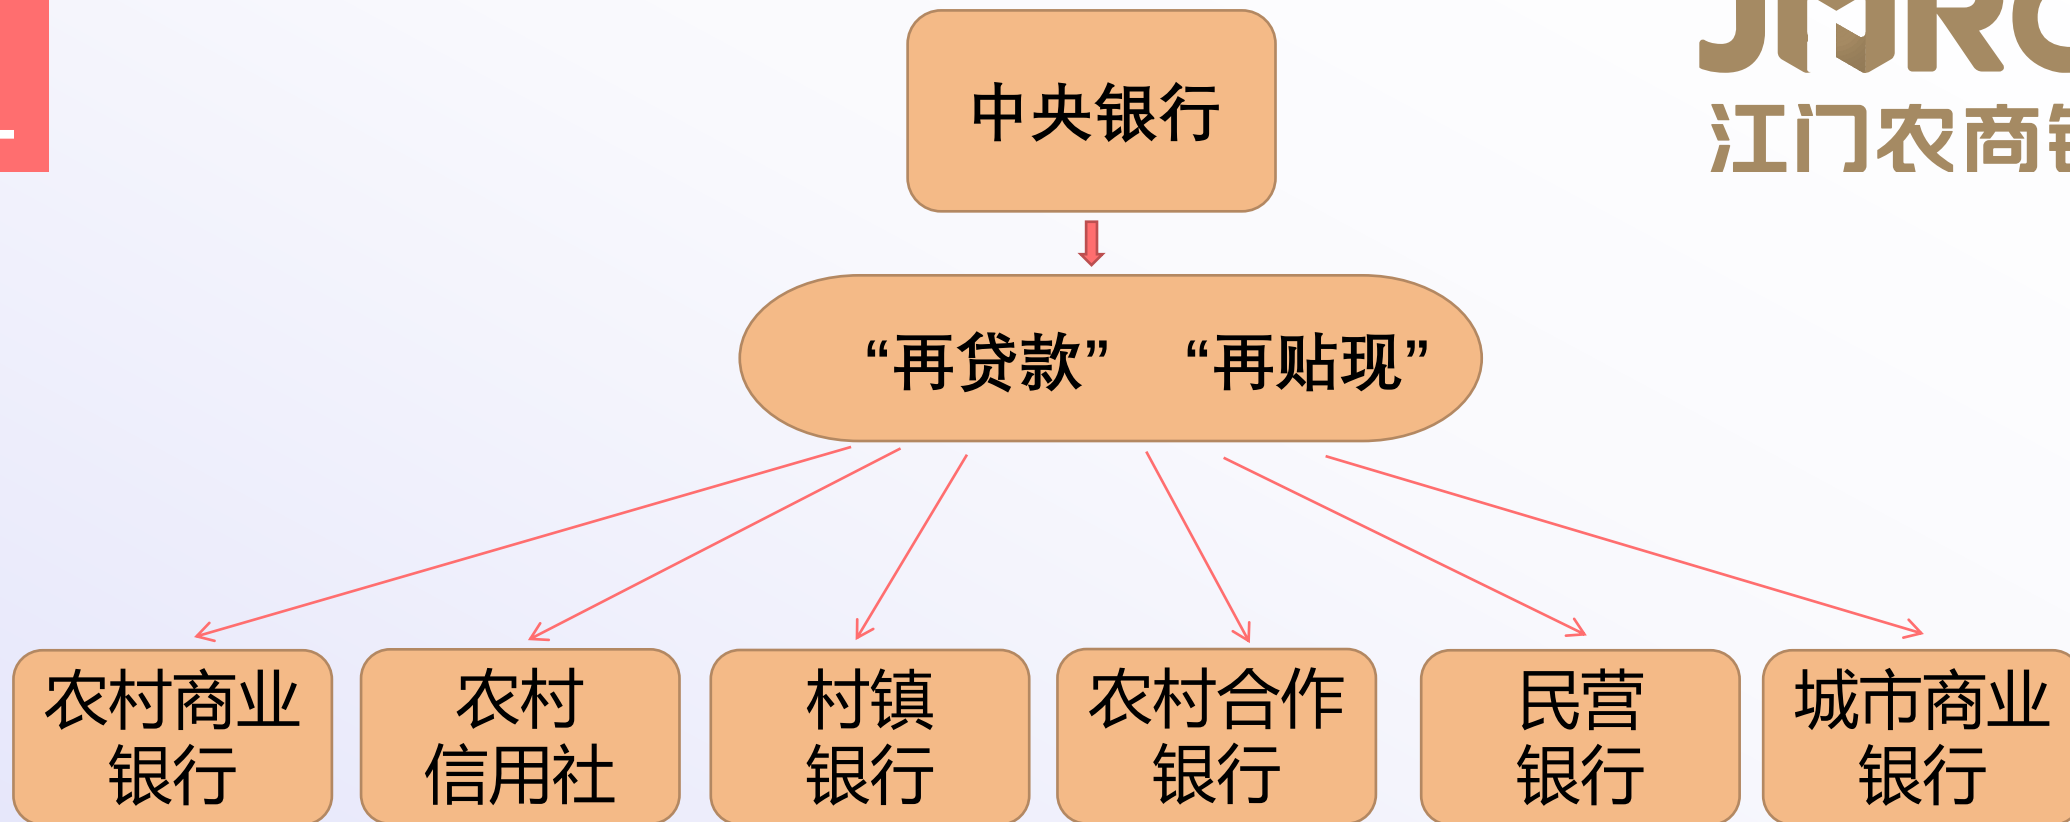 中央银行
江门农商
“再贷款” “再贴现”
农村商业
银行
农村
信用社
村镇
银行
农村合作
银行
民营
银行
城市商业
银行